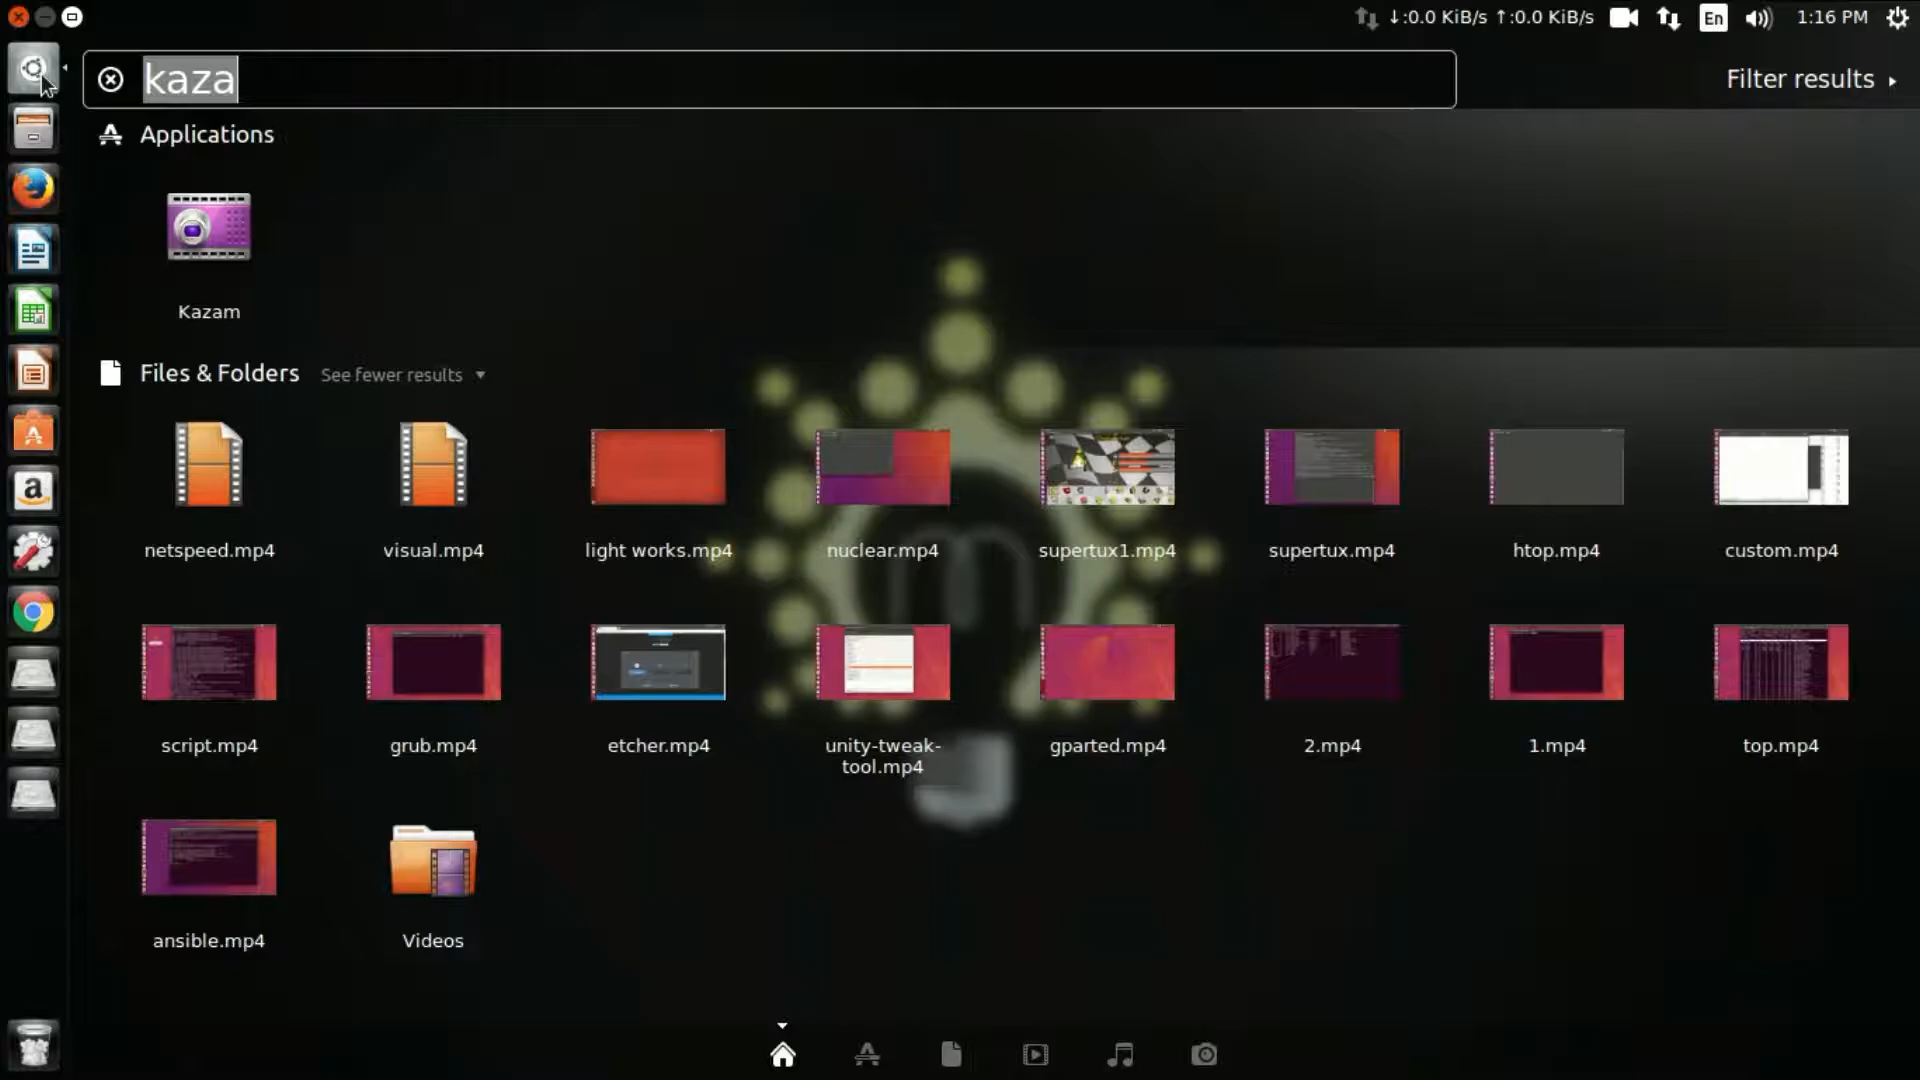 ↓:0.0 KiB/s ↑:0.0 KiB/s En 1:16 PM
kaza
Filter results
Applications
Kazam
Files & Folders See fewer results
netspeed.mp4 visual.mp4 light works.mp4 nuclear.mp4 supertux1.mp4 supertux.mp4 htop.mp4 custom.mp4
script.mp4 grub.mp4 etcher.mp4 unity-tweak- gparted.mp4 2.mp4 1.mp4 top.mp4
tool.mp4
ansible.mp4 Videos